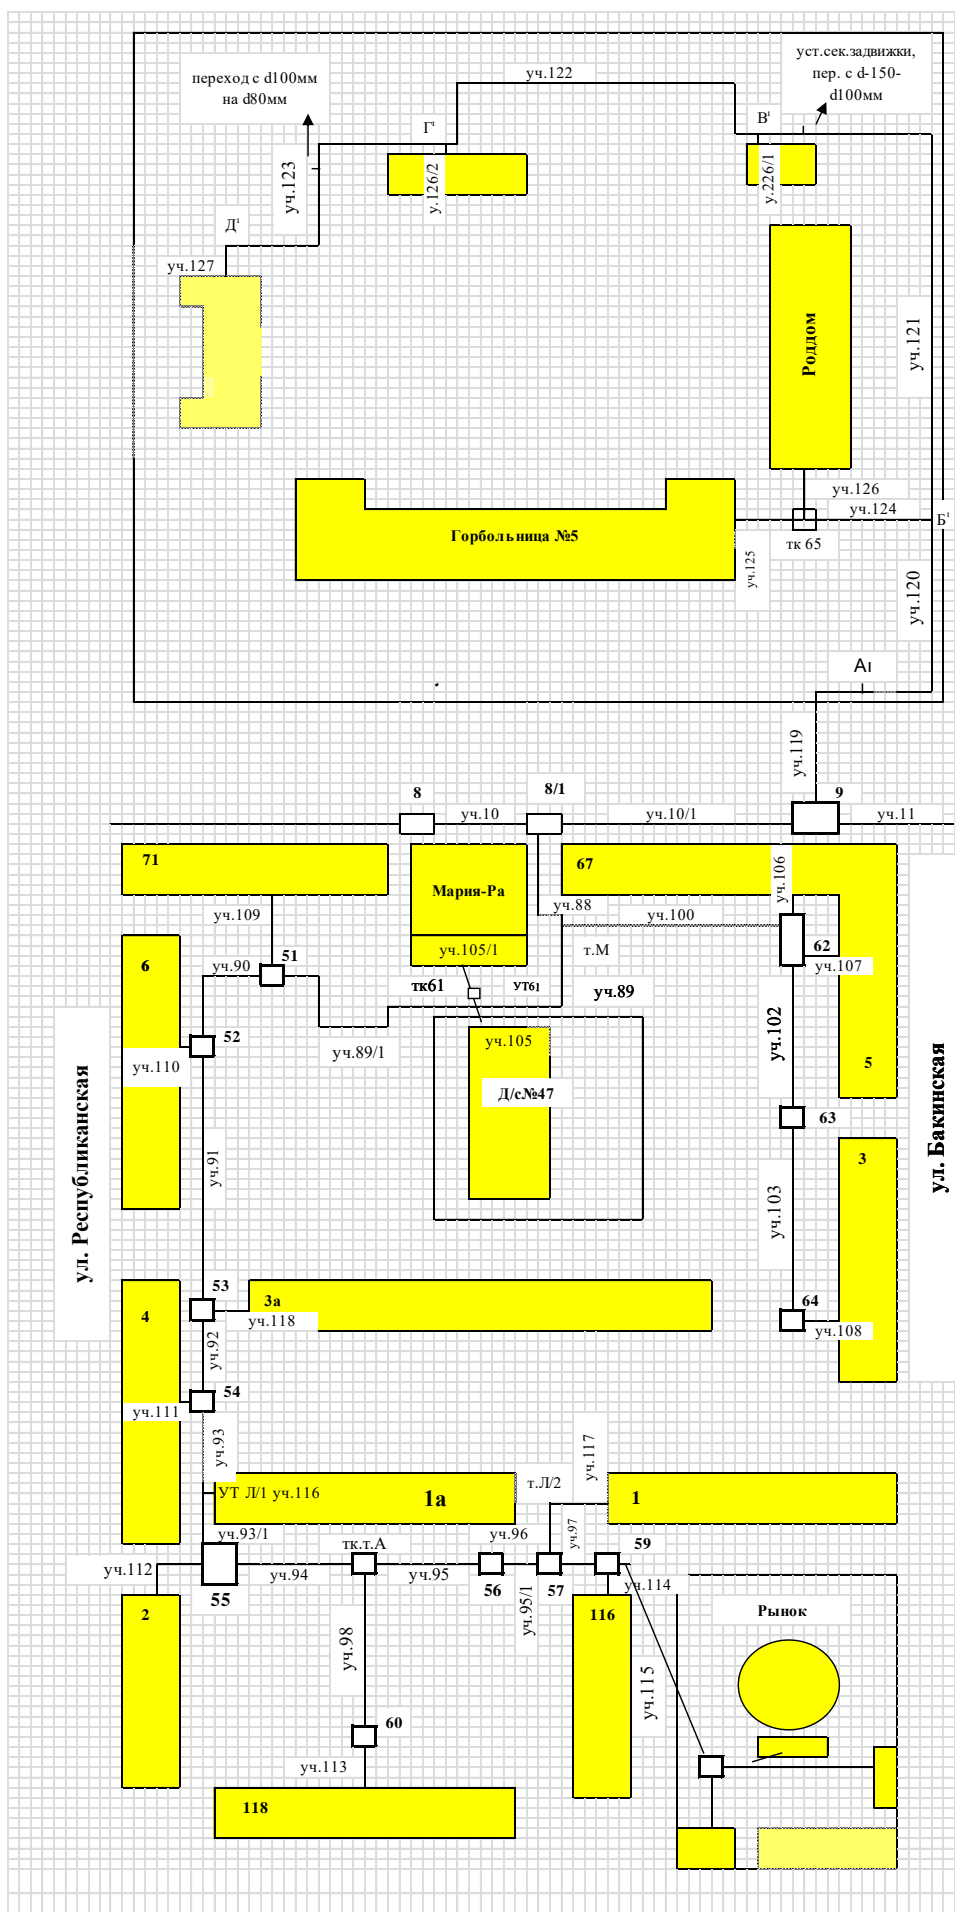 уст.сек.задвижки,
пер. с d-150-
d100мм
переход с d100мм
на d80мм
уч.122
Г¹
В¹
уч.123
у.126/2
у.226/1
Д¹
уч.127
уч.121
Роддом
уч.126
уч.124
Б¹
Горбольница №5
тк 65
уч.125
уч.120
А1
уч.119
8
8/1
9
уч.10
уч.10/1
уч.11
71
Мария-Ра
67
уч.106
уч.88
уч.109
уч.100
уч.105/1
т.М
62
6
уч.90
51
уч.107
тк61
УТ61
уч.89
уч.102
52
уч.105
уч.89/1
уч.110
5
Д/с№47
63
ул. Республиканская
ул. Бакинская
уч.91
3
уч.103
53
3а
64
4
уч.118
уч.108
уч.92
54
уч.111
уч.93
уч.117
УТ Л/1 уч.116
1а
т.Л/2
1
уч.93/1
тк.т.А
уч.96
уч.97
59
уч.112
уч.94
уч.95
56
57
уч.114
55
уч.95/1
2
116
Рынок
уч.98
уч.115
60
уч.113
118